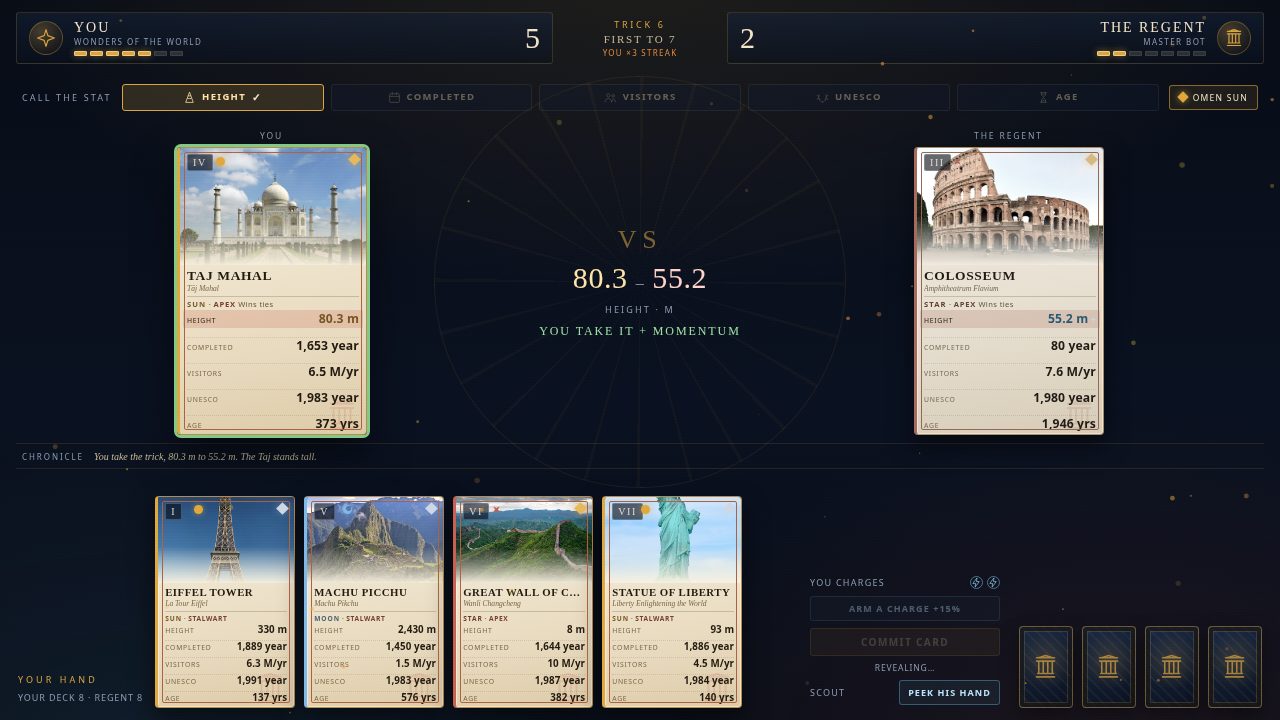 YOU
WONDERS OF THE WORLD
5
TRICK 6
FIRST TO 7
YOU ×3 STREAK
2
THE REGENT
MASTER BOT
CALL THE STAT
HEIGHT ✓
COMPLETED
VISITORS
UNESCO
AGE
OMEN SUN
YOU
IV
TAJ MAHAL
Tāj Mahal
SUN · APEX Wins ties
HEIGHT 80.3 m
COMPLETED 1,653 year
VISITORS 6.5 M/yr
UNESCO 1,983 year
AGE 373 yrs
VS
80.3 – 55.2
HEIGHT · M
YOU TAKE IT + MOMENTUM
THE REGENT
III
COLOSSEUM
Amphitheatrum Flavium
STAR · APEX Wins ties
HEIGHT 55.2 m
COMPLETED 80 year
VISITORS 7.6 M/yr
UNESCO 1,980 year
AGE 1,946 yrs
CHRONICLE You take the trick, 80.3 m to 55.2 m. The Taj stands tall.
I
EIFFEL TOWER
La Tour Eiffel
SUN · STALWART
HEIGHT 330 m
COMPLETED 1,889 year
VISITORS 6.3 M/yr
UNESCO 1,991 year
AGE 137 yrs
V
MACHU PICCHU
Machu Pikchu
MOON · STALWART
HEIGHT 2,430 m
COMPLETED 1,450 year
VISITORS 1.5 M/yr
UNESCO 1,983 year
AGE 576 yrs
VI
GREAT WALL OF C...
Wanli Changcheng
STAR · APEX
HEIGHT 8 m
COMPLETED 1,644 year
VISITORS 10 M/yr
UNESCO 1,987 year
AGE 382 yrs
VII
STATUE OF LIBERTY
Liberty Enlightening the World
SUN · STALWART
HEIGHT 93 m
COMPLETED 1,886 year
VISITORS 4.5 M/yr
UNESCO 1,984 year
AGE 140 yrs
YOUR HAND
YOUR DECK 8 · REGENT 8
YOU CHARGES
ARM A CHARGE +15%
COMMIT CARD
REVEALING…
SCOUT
PEEK HIS HAND